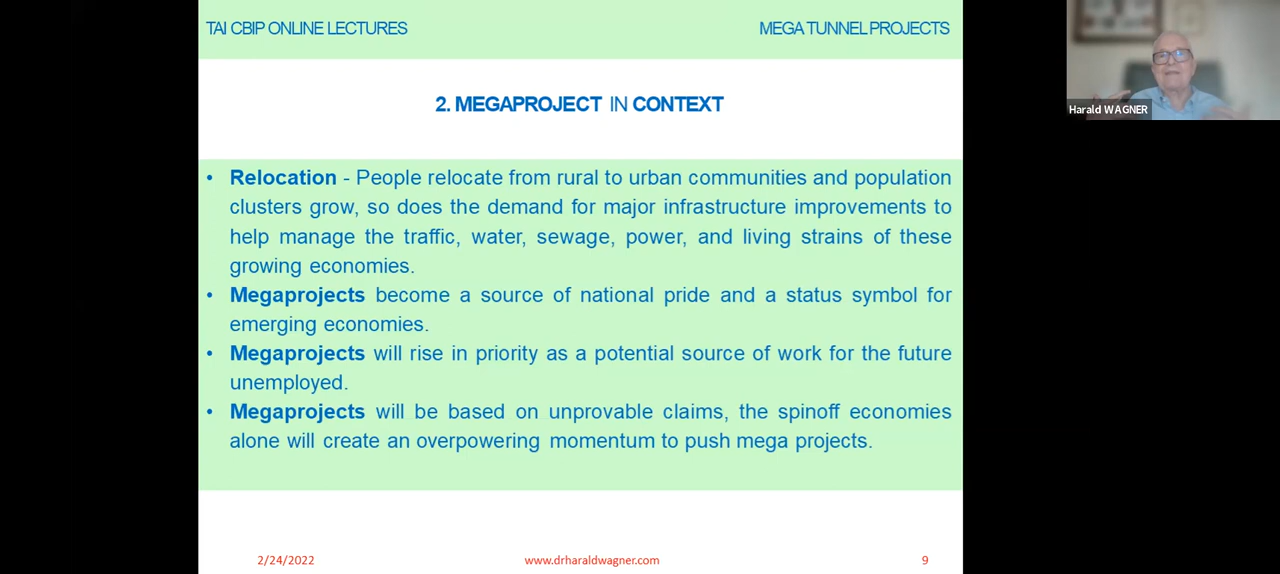 TAI CBIP ONLINE LECTURES
MEGA TUNNEL PROJECTS
Harald WAGNER
2. MEGAPROJECT IN CONTEXT
• Relocation - People relocate from rural to urban communities and population
clusters grow, so does the demand for major infrastructure improvements to
help manage the traffic, water, sewage, power, and living strains of these
growing economies.
• Megaprojects become a source of national pride and a status symbol for
emerging economies.
• Megaprojects will rise in priority as a potential source of work for the future
unemployed.
• Megaprojects will be based on unprovable claims, the spinoff economies
alone will create an overpowering momentum to push mega projects.
2/24/2022
www.drharaldwagner.com
9